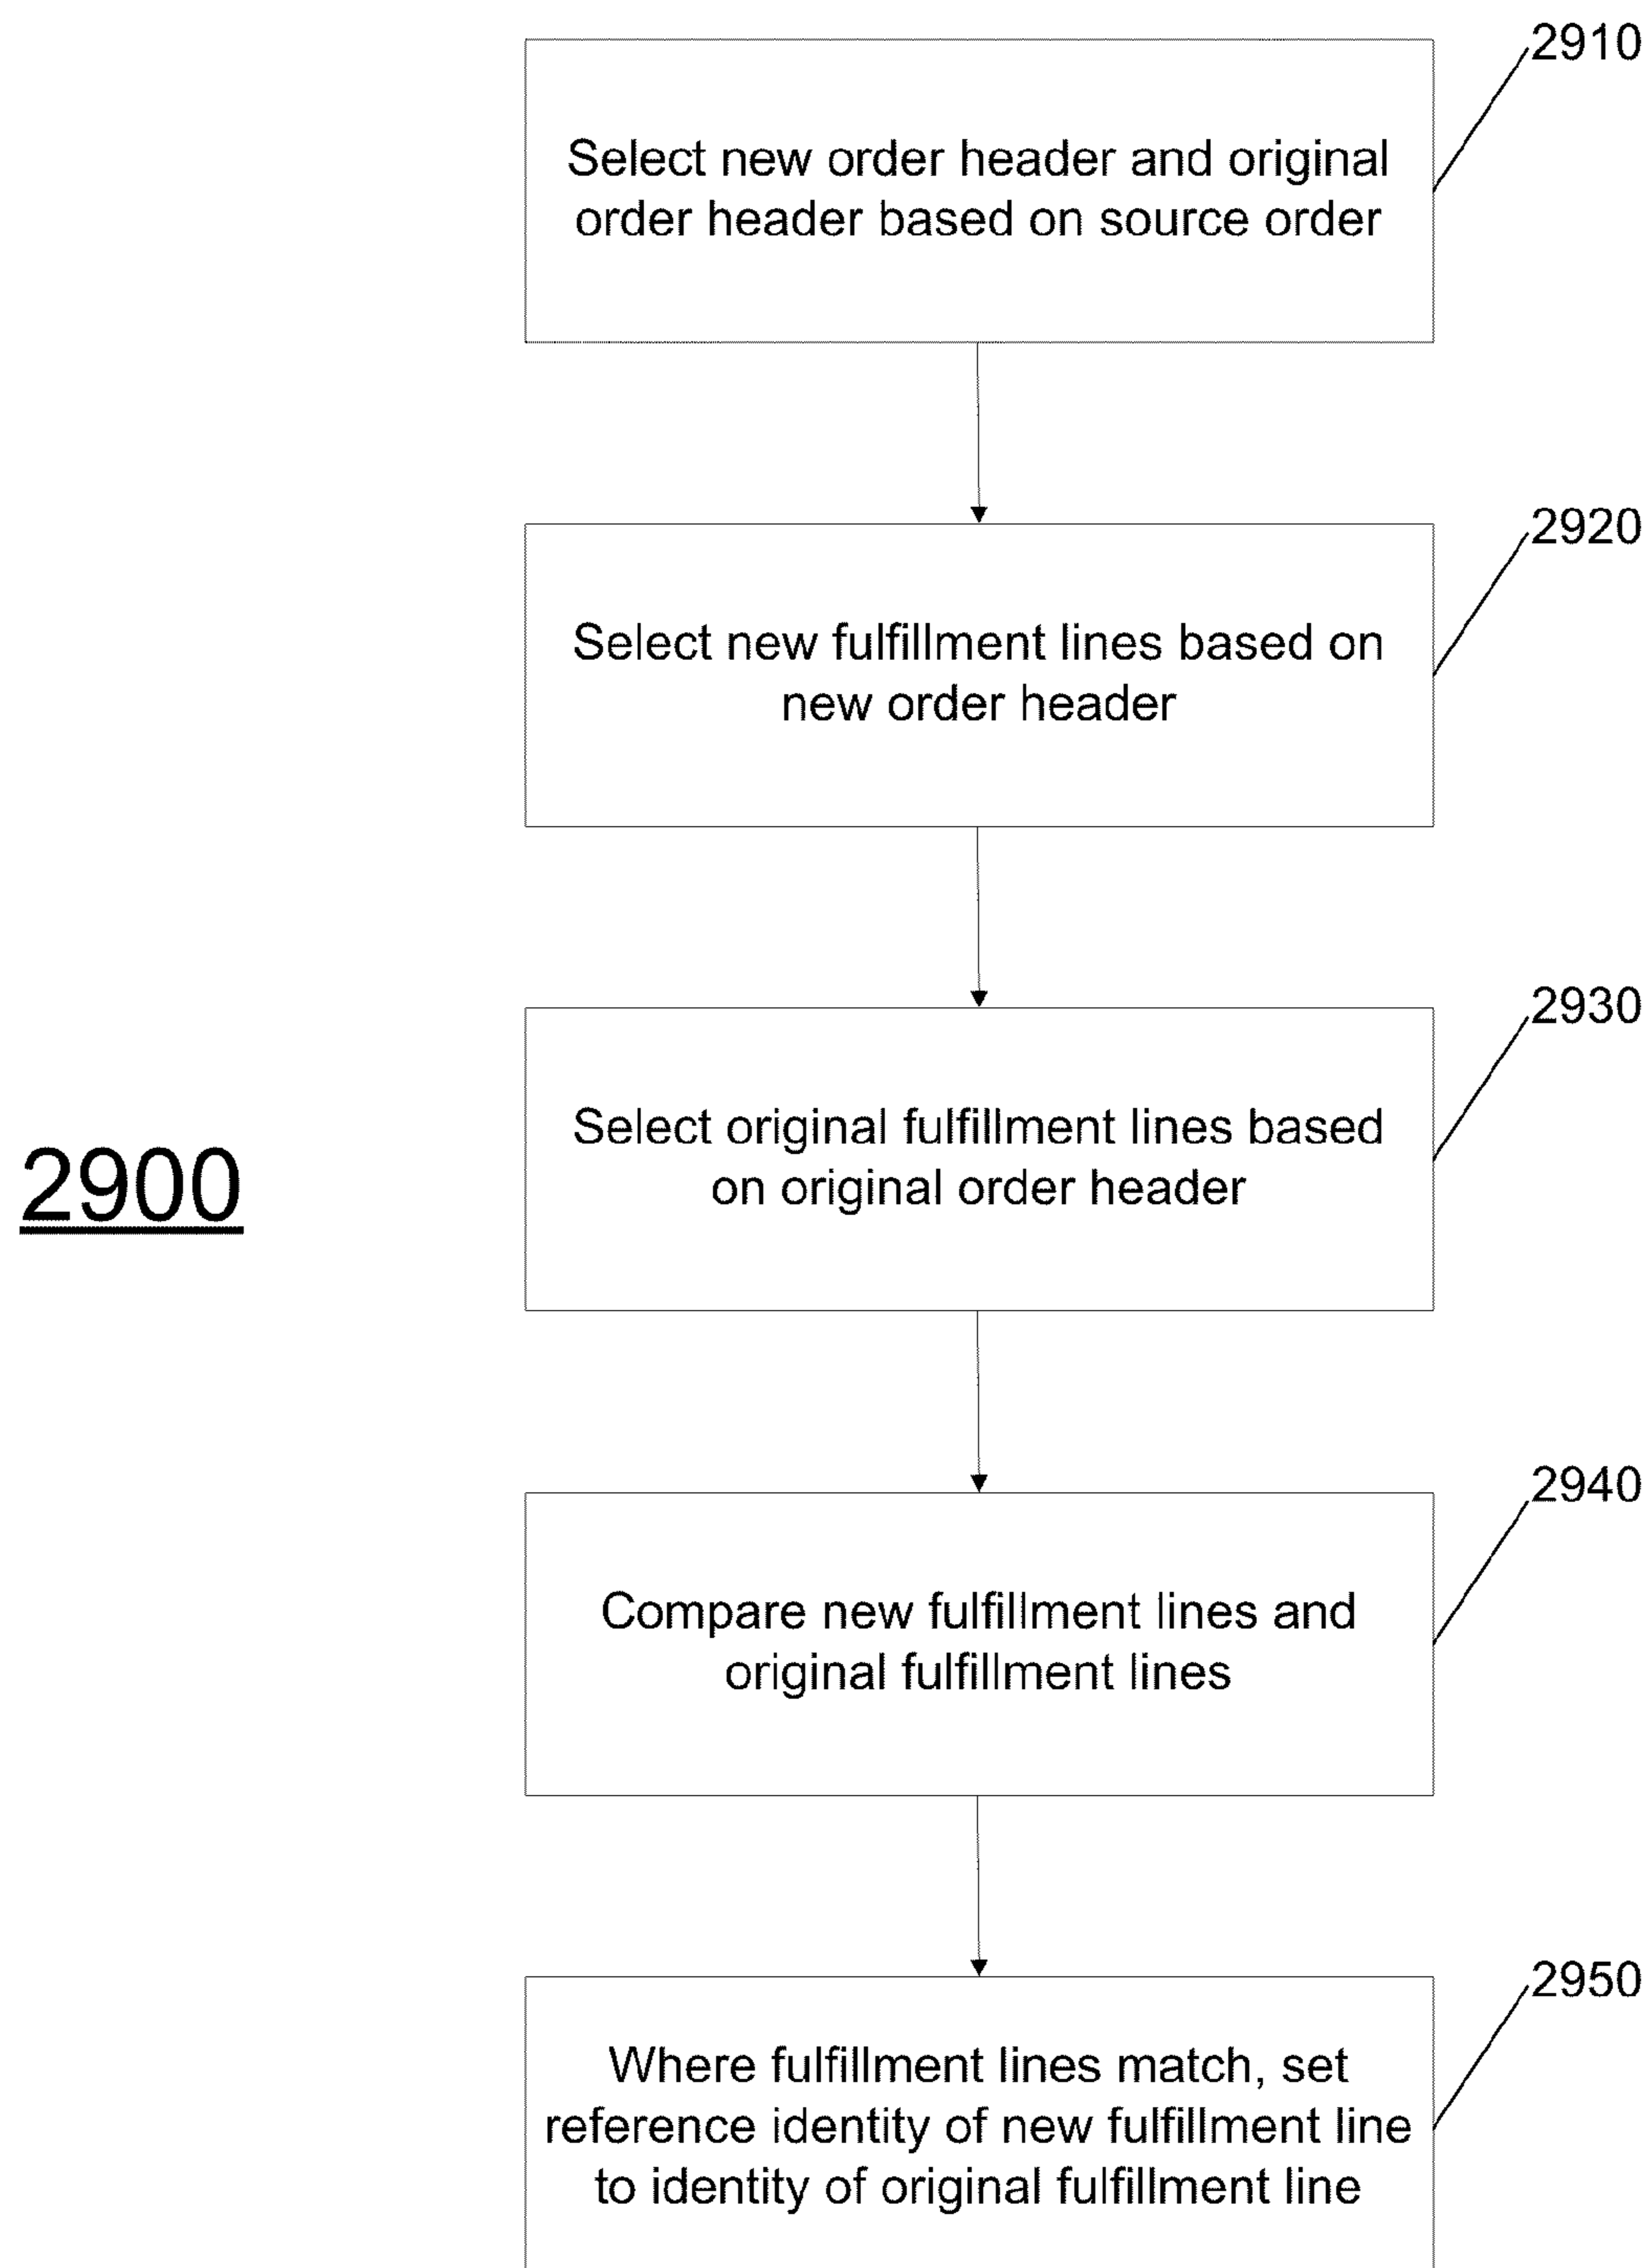 2910
Select new order header and original
order header based on source order
2920
Select new fulfillment lines based on
new order header
2930
Select original fulfillment lines based
on original order header
2900
2940
Compare new fulfillment lines and
original fulfillment lines
2950
Where fulfillment lines match, set
reference identity of new fulfillment line
to identity of original fulfillment line